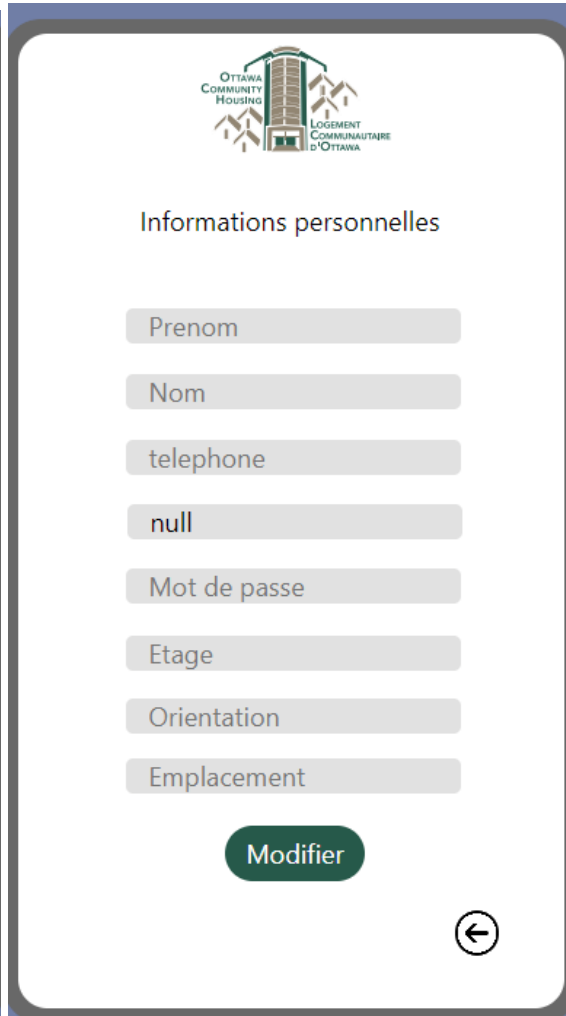 OTTAWA
COMMUNITY
HOUSING
LOGEMENT
COMMUNAUTAIRE
D'OTTAWA
Informations personnelles
Prenom
Nom
telephone
null
Mot de passe
Etage
Orientation
Emplacement
Modifier